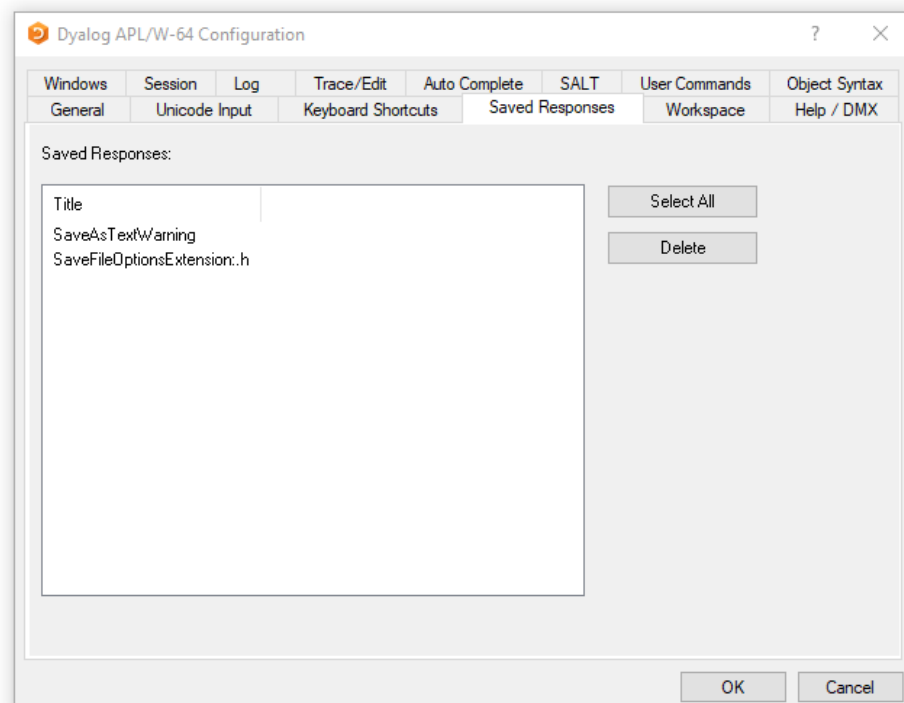 Dyalog APL/W-64 Configuration ?
Windows Session Log Trace/Edit Auto Complete SALT User Commands Object Syntax
General Unicode Input Keyboard Shortcuts Saved Responses Workspace Help / DMX
Saved Responses:
Title
SaveAsTextWarning
SaveFileOptionsExtension:.h
Select All
Delete
OK Cancel